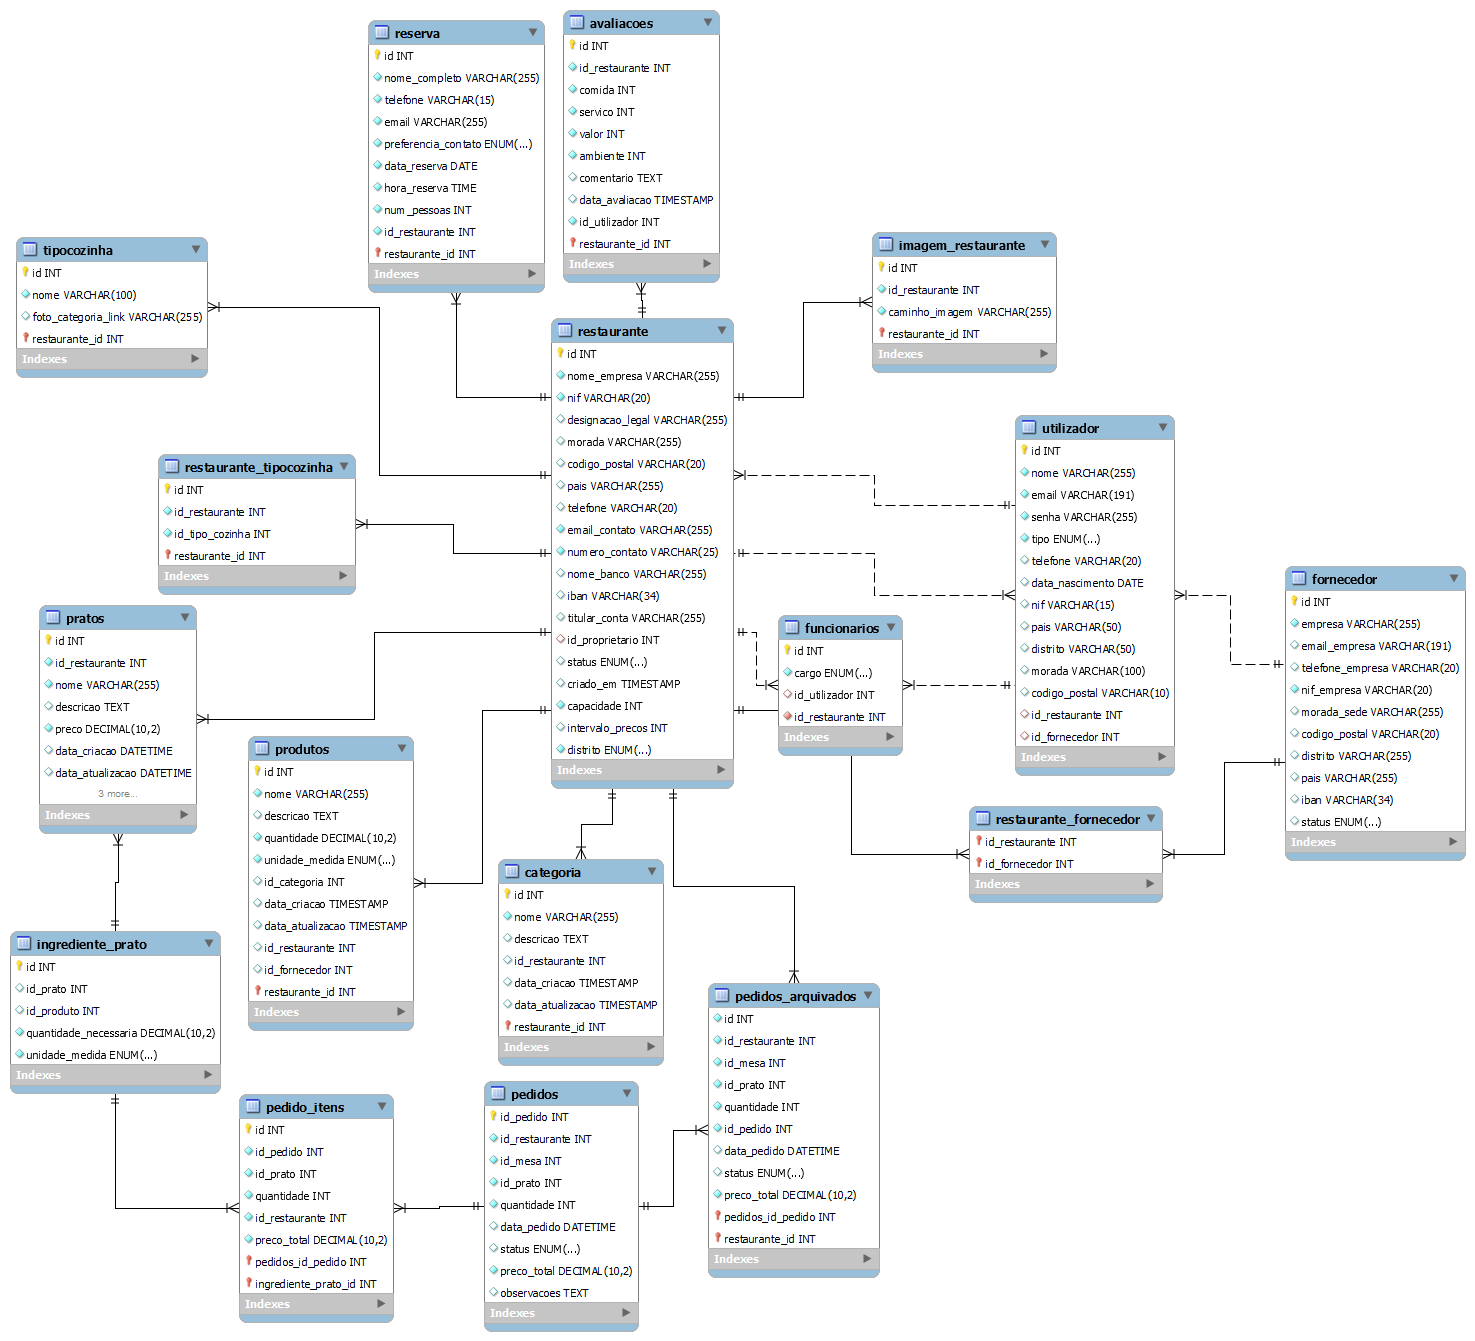 reserva
id INT
nome_completo VARCHAR(255)
telefone VARCHAR(15)
email VARCHAR(255)
preferencia_contato ENUM(...)
data_reserva DATE
hora_reserva TIME
num_pessoas INT
id_restaurante INT
restaurante_id INT
Indexes
avaliacoes
id INT
id_restaurante INT
comida INT
servico INT
valor INT
ambiente INT
comentario TEXT
data_avaliacao TIMESTAMP
id_utilizador INT
restaurante_id INT
Indexes
tipocozinha
id INT
nome VARCHAR(100)
foto_categoria_link VARCHAR(255)
restaurante_id INT
Indexes
imagem_restaurante
id INT
id_restaurante INT
caminho_imagem VARCHAR(255)
restaurante_id INT
Indexes
restaurante
id INT
nome_empresa VARCHAR(255)
nif VARCHAR(20)
designacao_legal VARCHAR(255)
morada VARCHAR(255)
codigo_postal VARCHAR(20)
pais VARCHAR(255)
telefone VARCHAR(20)
email_contato VARCHAR(255)
numero_contato VARCHAR(25)
nome_banco VARCHAR(255)
iban VARCHAR(34)
titular_conta VARCHAR(255)
id_proprietario INT
status ENUM(...)
criado_em TIMESTAMP
capacidade INT
intervalo_precos INT
distrito ENUM(...)
Indexes
utilizador
id INT
nome VARCHAR(255)
email VARCHAR(191)
senha VARCHAR(255)
tipo ENUM(...)
telefone VARCHAR(20)
data_nascimento DATE
nif VARCHAR(15)
pais VARCHAR(50)
distrito VARCHAR(50)
morada VARCHAR(100)
codigo_postal VARCHAR(10)
id_restaurante INT
id_fornecedor INT
Indexes
restaurante_tipocozinha
id INT
id_restaurante INT
id_tipo_cozinha INT
restaurante_id INT
Indexes
fornecedor
id INT
empresa VARCHAR(255)
email_empresa VARCHAR(191)
telefone_empresa VARCHAR(20)
nif_empresa VARCHAR(20)
morada_sede VARCHAR(255)
codigo_postal VARCHAR(20)
distrito VARCHAR(255)
pais VARCHAR(255)
iban VARCHAR(34)
status ENUM(...)
Indexes
pratos
id INT
id_restaurante INT
nome VARCHAR(255)
descricao TEXT
preco DECIMAL(10,2)
data_criacao DATETIME
data_atualizacao DATETIME
3 more...
Indexes
funcionarios
id INT
cargo ENUM(...)
id_utilizador INT
id_restaurante INT
Indexes
produtos
id INT
nome VARCHAR(255)
descricao TEXT
quantidade DECIMAL(10,2)
unidade_medida ENUM(...)
id_categoria INT
data_criacao TIMESTAMP
data_atualizacao TIMESTAMP
id_restaurante INT
id_fornecedor INT
restaurante_id INT
Indexes
restaurante_fornecedor
id_restaurante INT
id_fornecedor INT
Indexes
categoria
id INT
nome VARCHAR(255)
descricao TEXT
id_restaurante INT
data_criacao TIMESTAMP
data_atualizacao TIMESTAMP
restaurante_id INT
Indexes
ingrediente_prato
id INT
id_prato INT
id_produto INT
quantidade_necessaria DECIMAL(10,2)
unidade_medida ENUM(...)
Indexes
pedidos_arquivados
id INT
id_restaurante INT
id_mesa INT
id_prato INT
quantidade INT
id_pedido INT
data_pedido DATETIME
status ENUM(...)
preco_total DECIMAL(10,2)
pedidos_id_pedido INT
restaurante_id INT
Indexes
pedido_itens
id INT
id_pedido INT
id_prato INT
quantidade INT
id_restaurante INT
preco_total DECIMAL(10,2)
pedidos_id_pedido INT
ingrediente_prato_id INT
Indexes
pedidos
id_pedido INT
id_restaurante INT
id_mesa INT
id_prato INT
quantidade INT
data_pedido DATETIME
status ENUM(...)
preco_total DECIMAL(10,2)
observacoes TEXT
Indexes